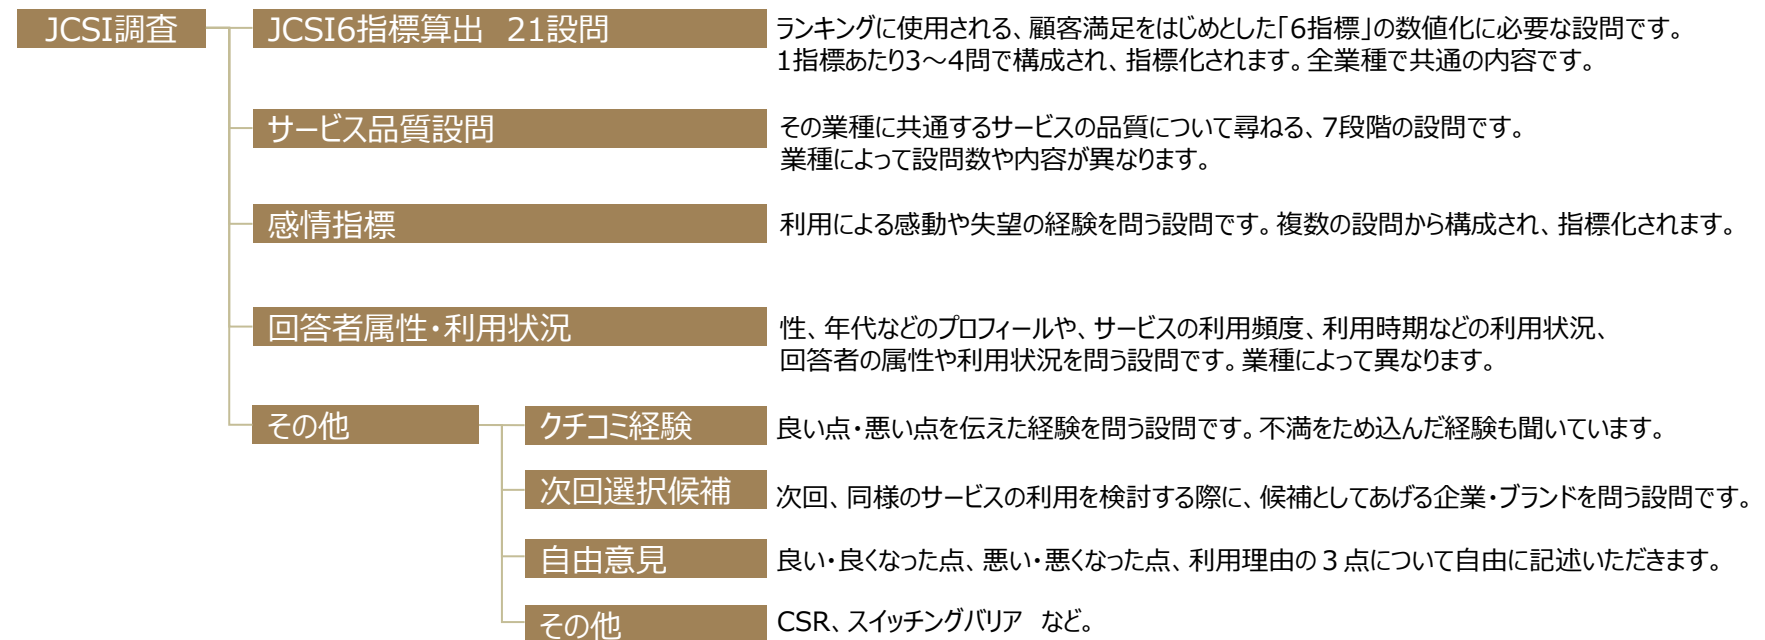 JCSI調査
JCSI6指標算出　21設問
ランキングに使用される、顧客満足をはじめとした「6指標」の数値化に必要な設問です。
1指標あたり3～4問で構成され、指標化されます。全業種で共通の内容です。
サービス品質設問
その業種に共通するサービスの品質について尋ねる、7段階の設問です。
業種によって設問数や内容が異なります。
感情指標
利用による感動や失望の経験を問う設問です。複数の設問から構成され、指標化されます。
回答者属性・利用状況
性、年代などのプロフィールや、サービスの利用頻度、利用時期などの利用状況、
回答者の属性や利用状況を問う設問です。業種によって異なります。
その他
クチコミ経験
良い点・悪い点を伝えた経験を問う設問です。不満をため込んだ経験も聞いています。
次回選択候補
次回、同様のサービスの利用を検討する際に、候補としてあげる企業・ブランドを問う設問です。
自由意見
良い・良くなった点、悪い・悪くなった点、利用理由の３点について自由に記述いただきます。
その他
CSR、スイッチングバリア　など。